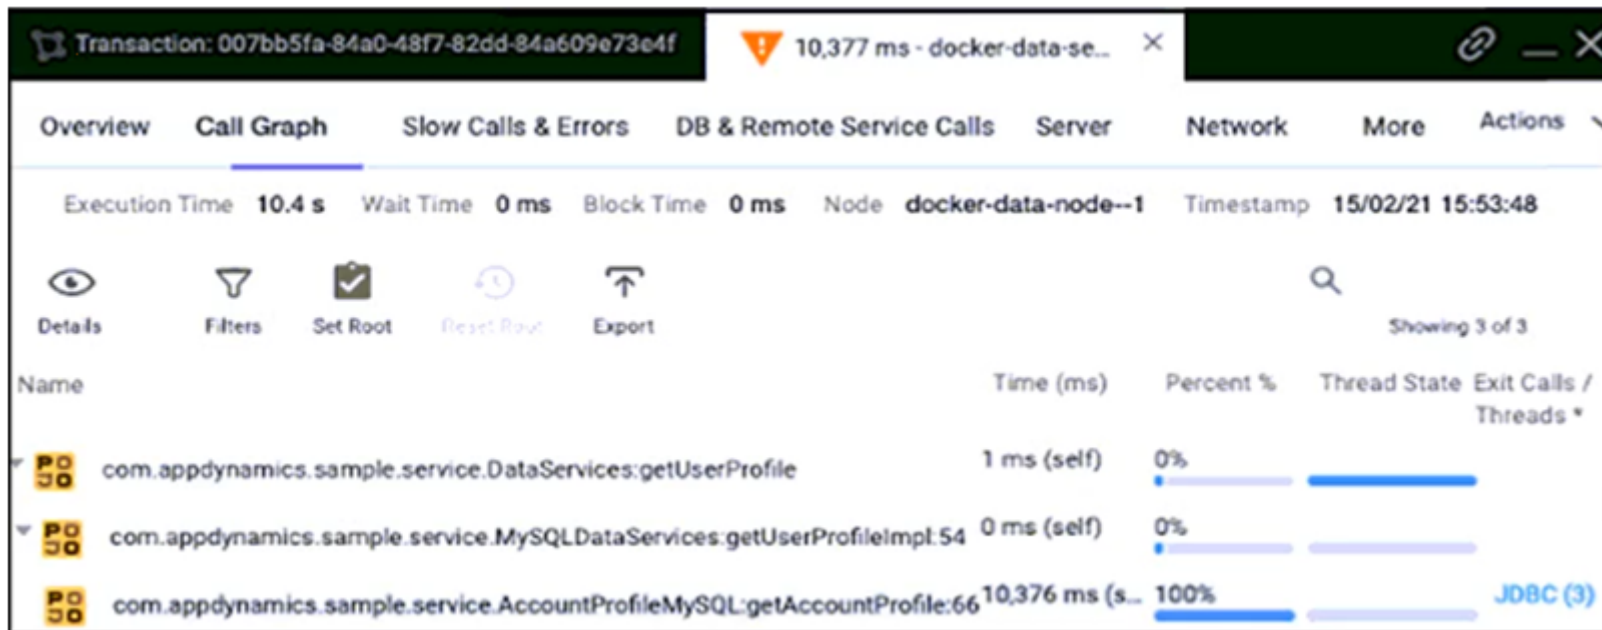 Transaction: 007bb5fa-84a0-48f7-82dd-84a609e73e4f 10,377 ms - docker-data-se...
Overview Call Graph Slow Calls & Errors DB & Remote Service Calls Server Network More Actions
Execution Time 10.4 s Wait Time 0 ms Block Time 0 ms Node docker-data-node--1 Timestamp 15/02/21 15:53:48
Details Filters Set Root Reset Root Export Showing 3 of 3
Name Time (ms) Percent % Thread State Exit Calls /
Threads
com.appdynamics.sample.service.DataServices:getUserProfile 1 ms (self) 0%
com.appdynamics.sample.service.MySQLDataServices:getUserProfileImpl:54 0 ms (self) 0%
com.appdynamics.sample.service.AccountProfileMySQL:getAccountProfile:66 10,376 ms (s... 100% JDBC (3)